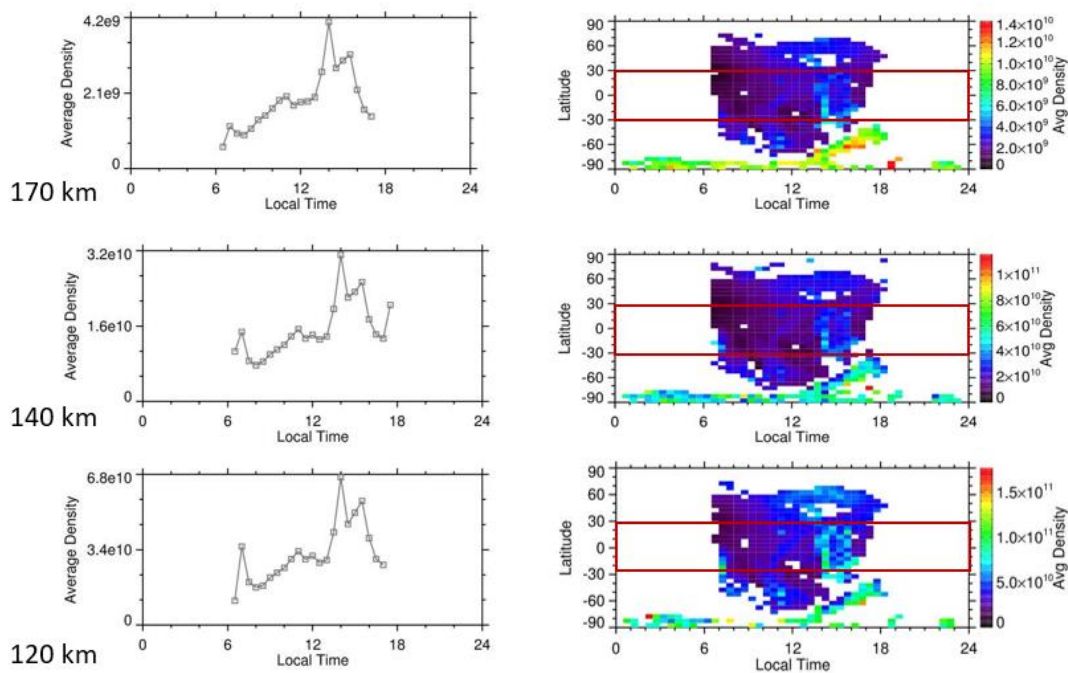 4.2e9
2.1e9
0
Average Density
0 6 12 18 24
Local Time
170 km
90
60
30
0
-30
-60
-90
Latitude
0 6 12 18 24
Local Time
1.4×10¹⁰
1×10¹⁰
8.0×10⁹
6.0×10⁹
4.0×10⁹
2.0×10⁹
0
Avg Density
3.2e10
1.6e10
0
Average Density
0 6 12 18 24
Local Time
140 km
90
60
30
0
-30
-60
-90
Latitude
0 6 12 18 24
Local Time
1×10¹¹
8×10¹⁰
6×10¹⁰
4×10¹⁰
2×10¹⁰
0
Avg Density
6.8e10
3.4e10
0
Average Density
0 6 12 18 24
Local Time
120 km
90
60
30
0
-30
-60
-90
Latitude
0 6 12 18 24
Local Time
1.5×10¹¹
1.0×10¹¹
5.0×10¹⁰
0
Avg Density